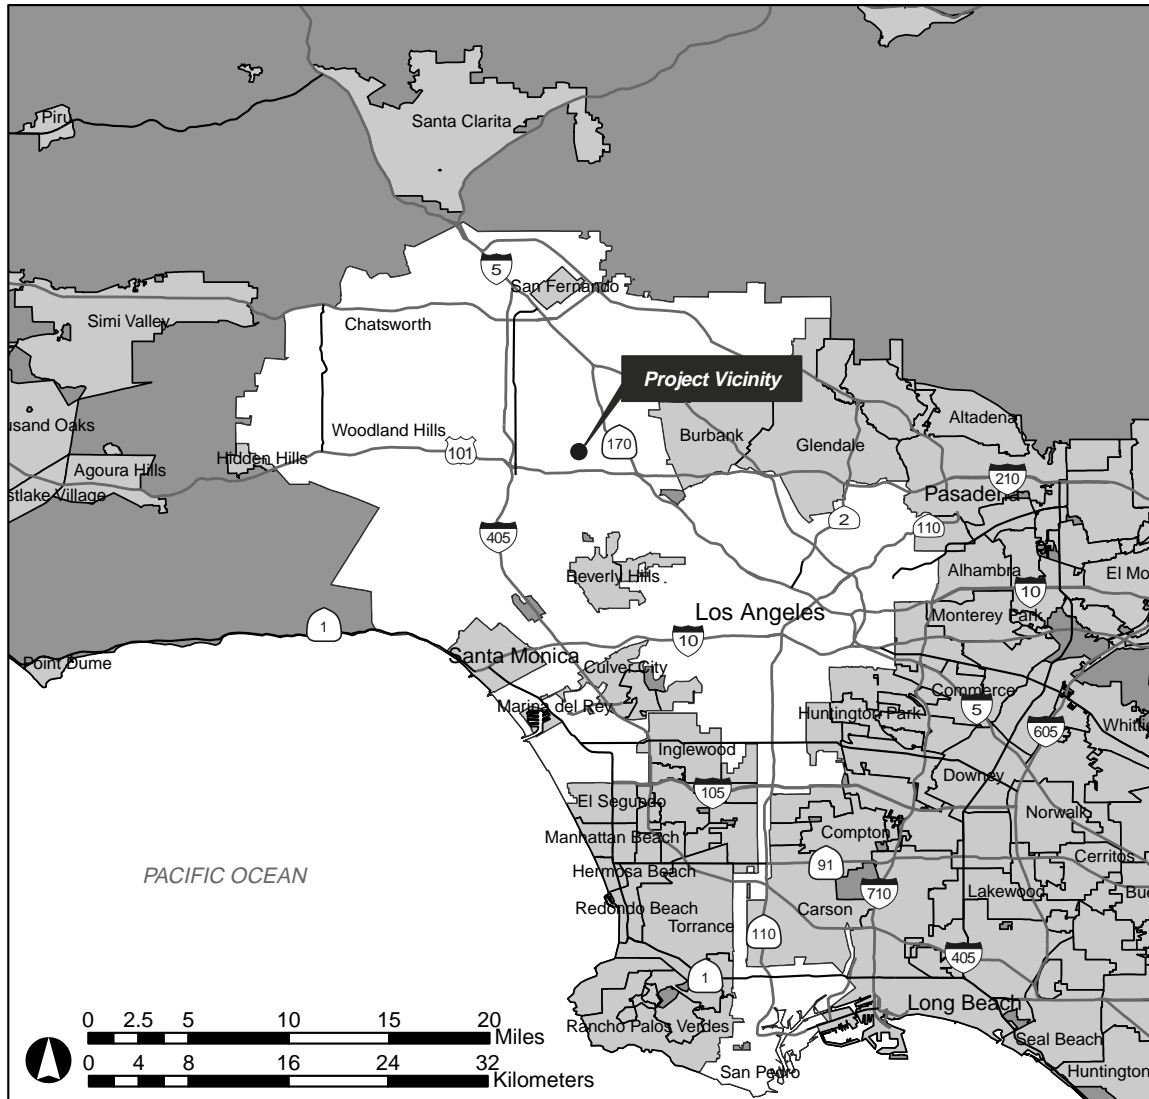 Piru
Santa Clarita
5
San Fernando
Simi Valley
Chatsworth
Project Vicinity
usand Oaks
Woodland Hills
101
170
Burbank
Glendale
Altadena
Agoura Hills
Hidden Hills
stlake Village
210
Pasadena
405
2
110
Beverly Hills
Alhambra
El Mo
10
Los Angeles
Monterey Park
1
10
Point Dume
Santa Monica
Culver City
Commerce
Marina del Rey
Huntington Park
5
605
Whitti
Inglewood
Downey
El Segundo
105
Norwalk
Manhattan Beach
Compton
91
Cerritos
PACIFIC OCEAN
Hermosa Beach
710
Lakewood
Bue
Redondo Beach
Torrance
Carson
110
405
1
Long Beach
0 2.5 5 10 15 20
Miles
Rancho Palos Verdes
Seal Beach
0 4 8 16 24 32
Kilometers
San Pedro
Huntington